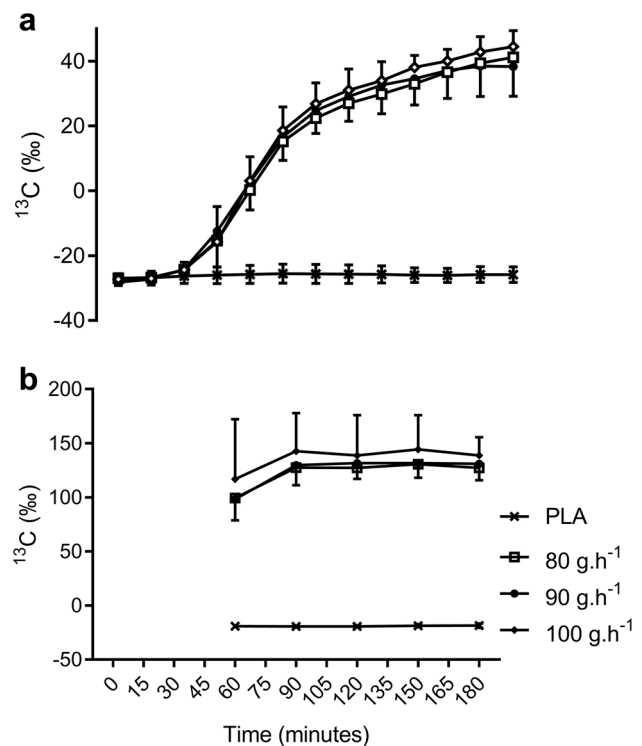 a
40
20
0
-20
-40
¹³C (‰)
b
200
150
100
50
0
-50
¹³C (‰)
PLA
80 g.h⁻¹
90 g.h⁻¹
100 g.h⁻¹
0 15 30 45 60 75 90 105 120 135 150 165 180
Time (minutes)